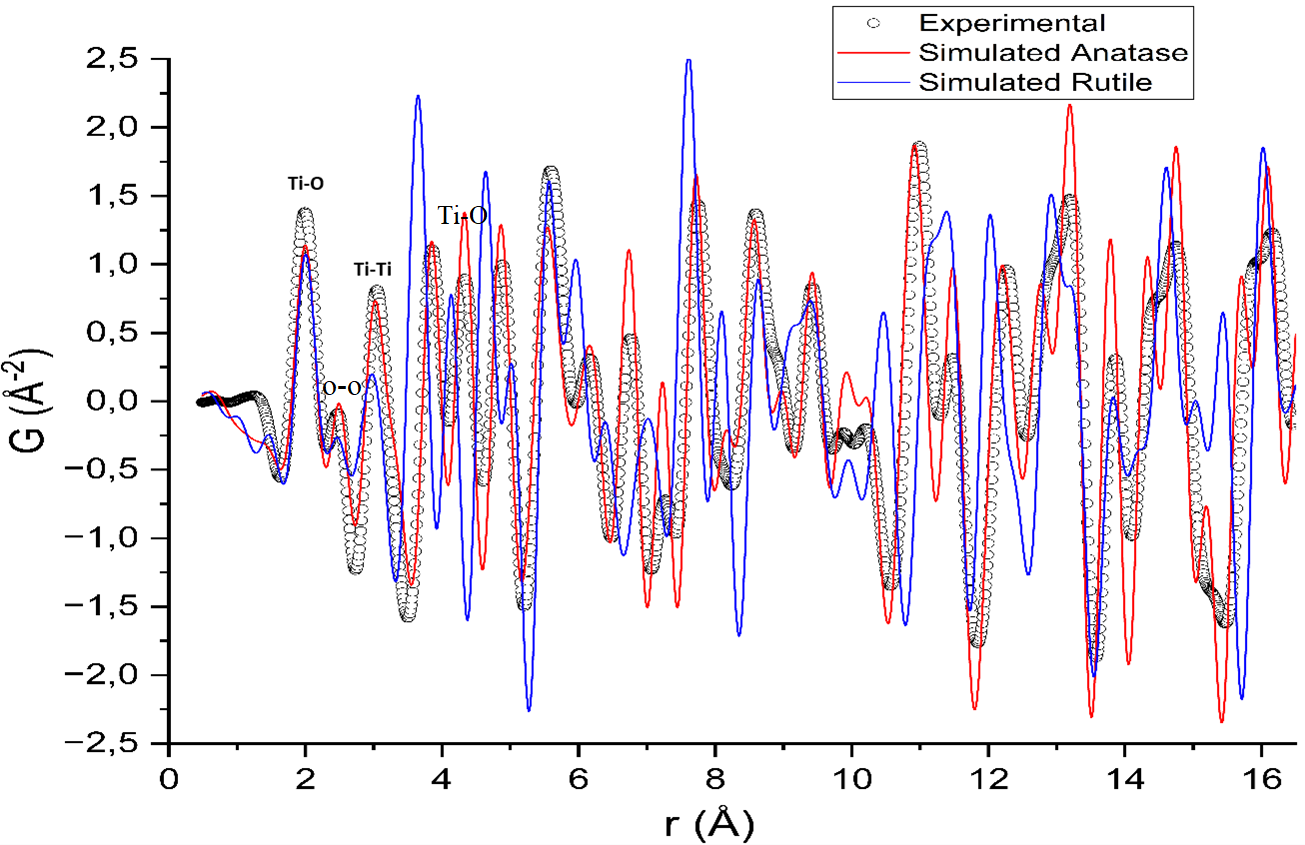 Experimental
Simulated Anatase
Simulated Rutile
2,5
2,0
1,5
1,0
0,5
0,0
−0,5
−1,0
−1,5
−2,0
−2,5
G (Å⁻²)
Ti-O
Ti-O
Ti-Ti
o-o
0 2 4 6 8 10 12 14 16
r (Å)